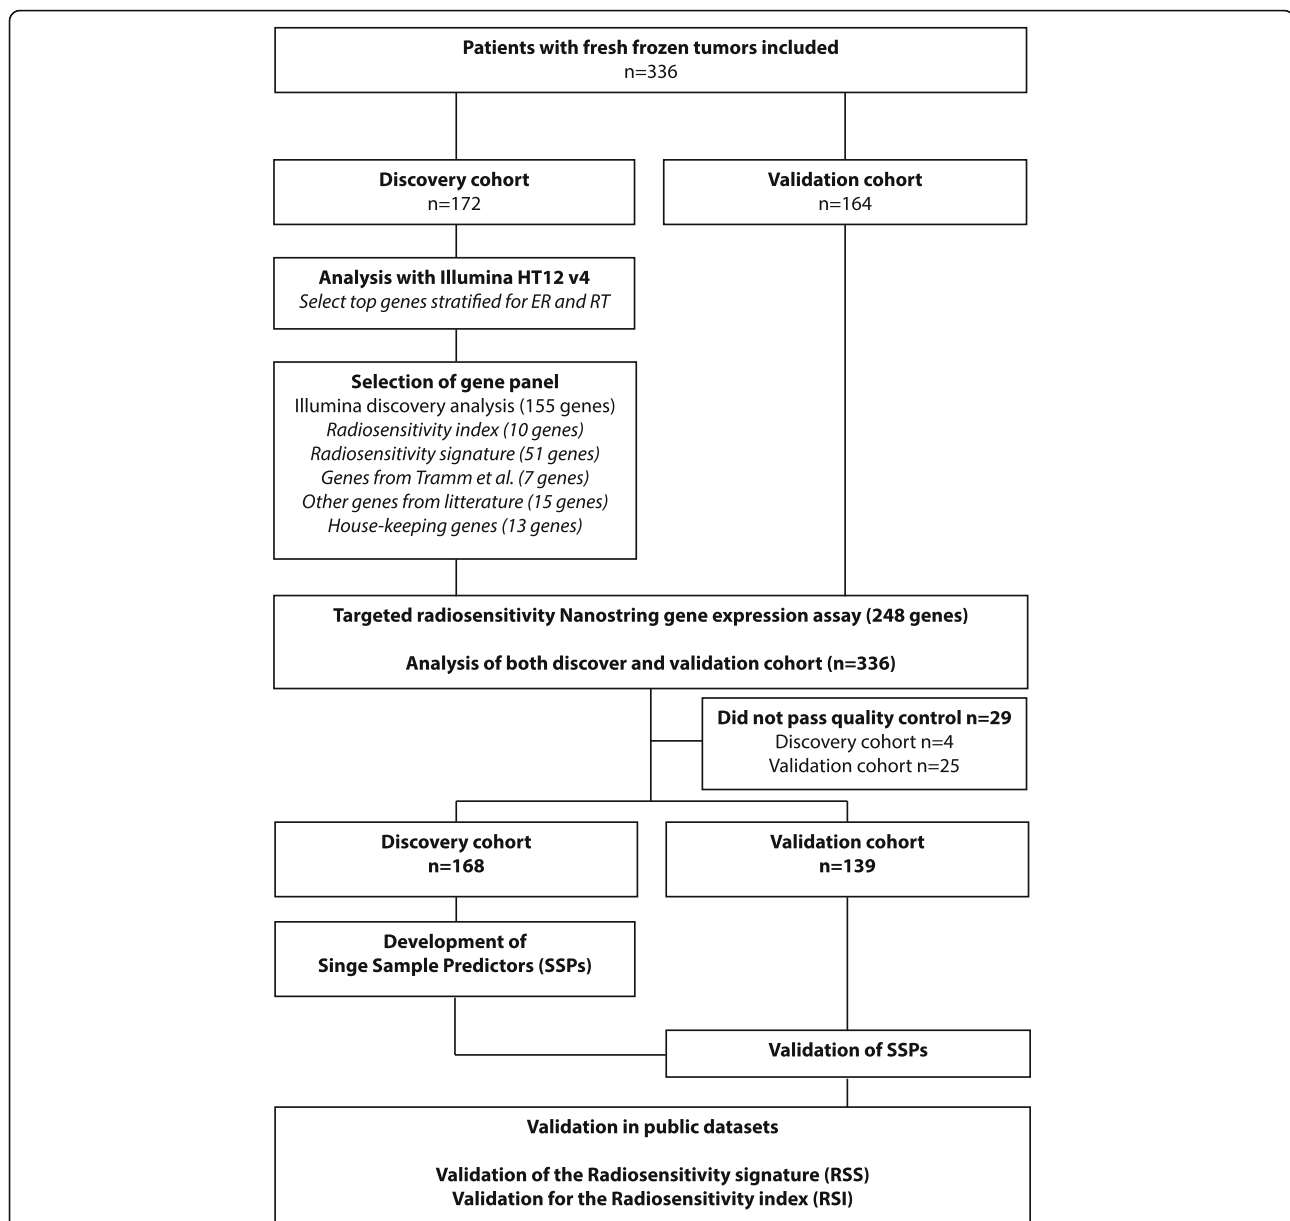 Patients with fresh frozen tumors included
n=336
Discovery cohort
n=172
Validation cohort
n=164
Analysis with Illumina HT12 v4
Select top genes stratified for ER and RT
Selection of gene panel
Illumina discovery analysis (155 genes)
Radiosensitivity index (10 genes)
Radiosensitivity signature (51 genes)
Genes from Tramm et al. (7 genes)
Other genes from litterature (15 genes)
House-keeping genes (13 genes)
Targeted radiosensitivity Nanostring gene expression assay (248 genes)
Analysis of both discover and validation cohort (n=336)
Did not pass quality control n=29
Discovery cohort n=4
Validation cohort n=25
Discovery cohort
n=168
Validation cohort
n=139
Development of
Singe Sample Predictors (SSPs)
Validation of SSPs
Validation in public datasets
Validation of the Radiosensitivity signature (RSS)
Validation for the Radiosensitivity index (RSI)